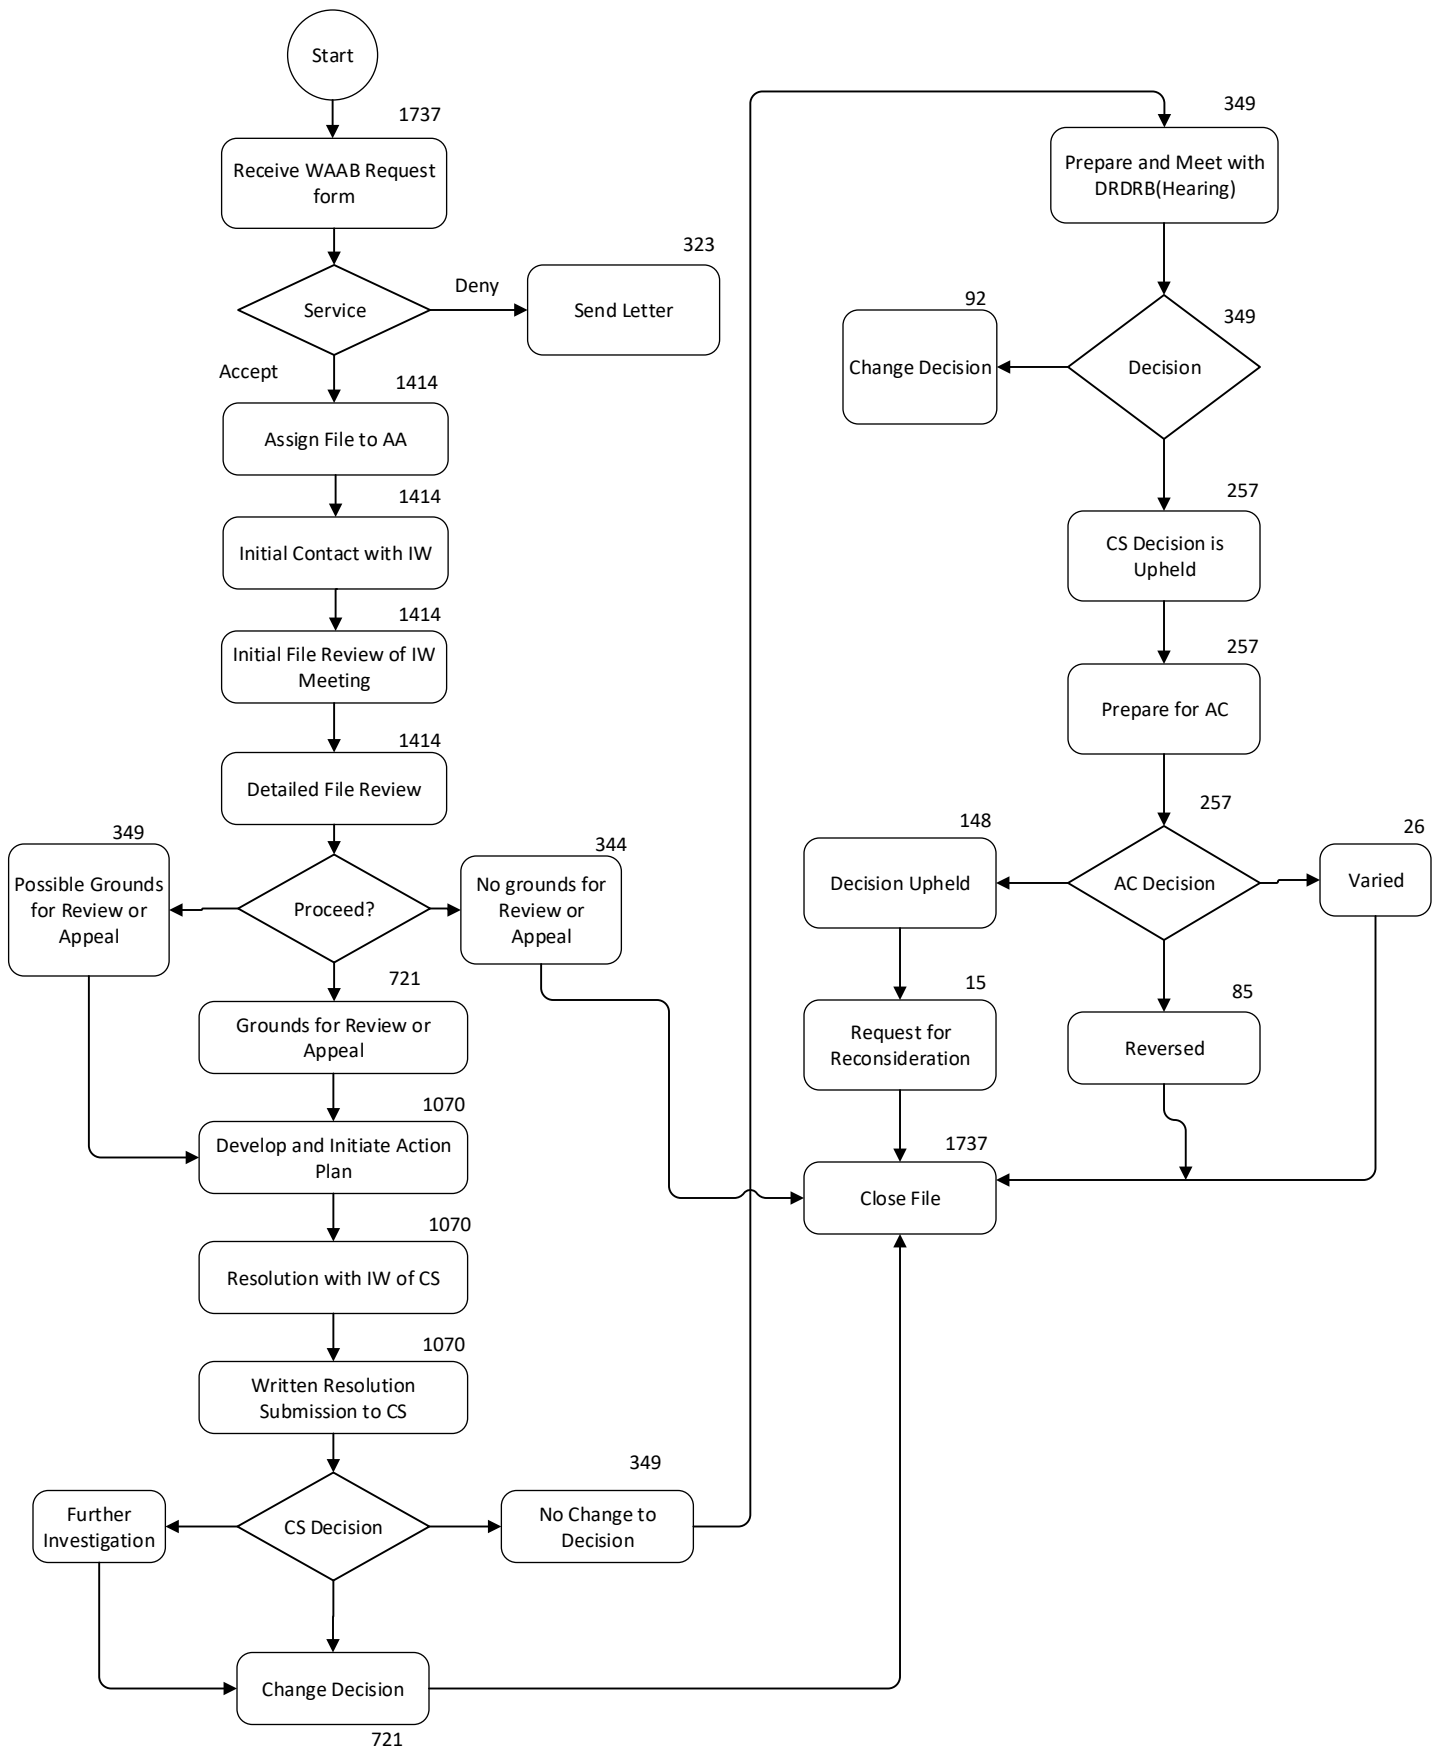 Start
1737
Receive WAAB Request
form
Service
Deny
323
Send Letter
Accept
1414
Assign File to AA
1414
Initial Contact with IW
1414
Initial File Review of IW
Meeting
1414
Detailed File Review
349
Possible Grounds
for Review or
Appeal
Proceed?
344
No grounds for
Review or
Appeal
721
Grounds for Review or
Appeal
1070
Develop and Initiate Action
Plan
1070
Resolution with IW of CS
1070
Written Resolution
Submission to CS
Further
Investigation
CS Decision
349
No Change to
Decision
Change Decision
721
349
Prepare and Meet with
DRDRB(Hearing)
92
Change Decision
349
Decision
257
CS Decision is
Upheld
257
Prepare for AC
257
AC Decision
148
Decision Upheld
26
Varied
15
Request for
Reconsideration
85
Reversed
1737
Close File